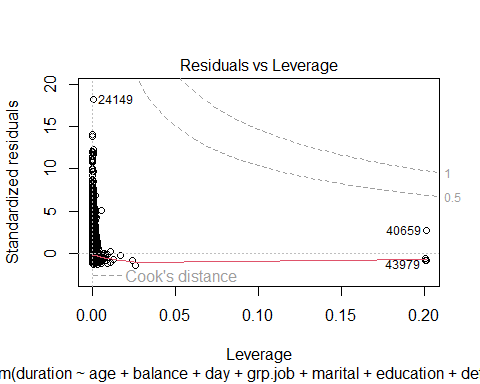 Residuals vs Leverage
Standardized residuals
20
15
10
5
0
24149
1
0.5
40659
43979
Cook's distance
0.00 0.05 0.10 0.15 0.20
Leverage
m(duration ~ age + balance + day + grp.job + marital + education + def